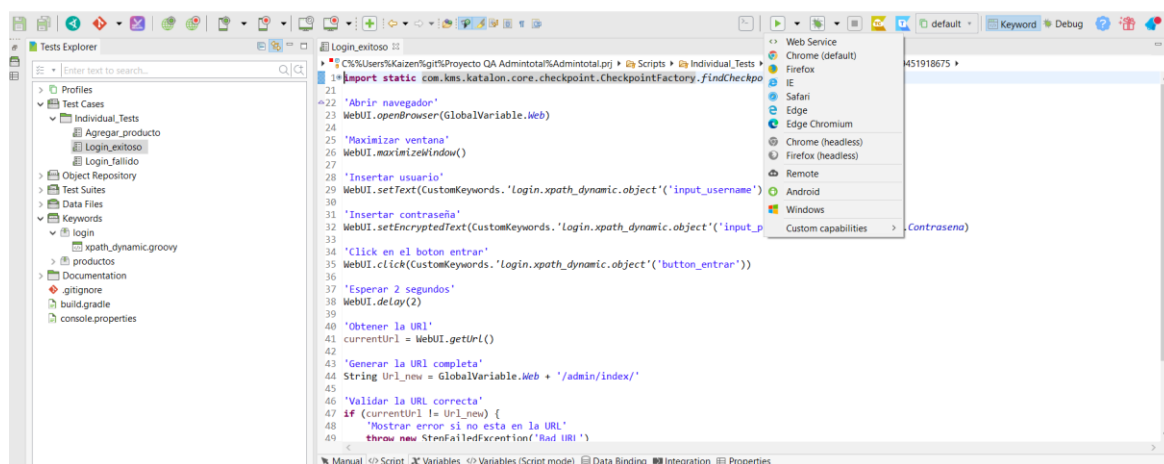 default
Keyword
Debug
Tests Explorer
Enter text to search...
Profiles
Test Cases
Individual_Tests
Agregar_producto
Login_exitoso
Login_fallido
Object Repository
Test Suites
Data Files
Keywords
login
xpath_dynamic.groovy
productos
Documentation
.gitignore
build.gradle
console.properties
Login_exitoso
C%%Users%Kaizen%git%Proyecto QA Admintotal%Admintotal.prj Scripts Individual_Tests
451918675
1 import static com.kms.katalon.core.checkpoint.CheckpointFactory.findCheckpo
21
22 'Abrir navegador'
23 WebUI.openBrowser(GlobalVariable.Web)
24
25 'Maximizar ventana'
26 WebUI.maximizeWindow()
27
28 'Insertar usuario'
29 WebUI.setText(CustomKeywords.'login.xpath_dynamic.object'('input_username')
30
31 'Insertar contraseña'
32 WebUI.setEncryptedText(CustomKeywords.'login.xpath_dynamic.object'('input_p .Contrasena)
33
34 'Click en el boton entrar'
35 WebUI.click(CustomKeywords.'login.xpath_dynamic.object'('button_entrar'))
36
37 'Esperar 2 segundos'
38 WebUI.delay(2)
39
40 'Obtener la URl'
41 currentUrl = WebUI.getUrl()
42
43 'Generar la URl completa'
44 String Url_new = GlobalVariable.Web + '/admin/index/'
45
46 'Validar la URL correcta'
47 if (currentUrl != Url_new) {
48 'Mostrar error si no esta en la URL'
49 throw new StepFailedException('Bad URL')
Web Service
Chrome (default)
Firefox
IE
Safari
Edge
Edge Chromium
Chrome (headless)
Firefox (headless)
Remote
Android
Windows
Custom capabilities
Manual Script Variables Variables (Script mode) Data Binding Integration Properties